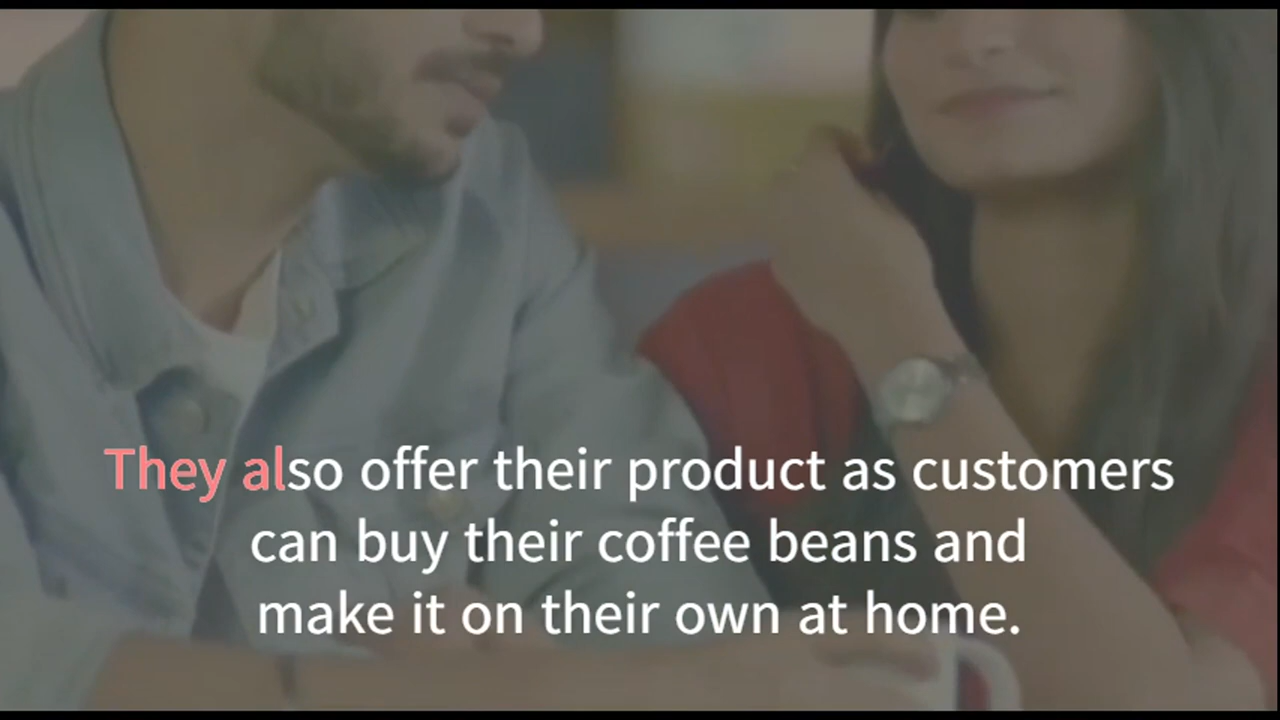 They also offer their product as customers
can buy their coffee beans and
make it on their own at home.